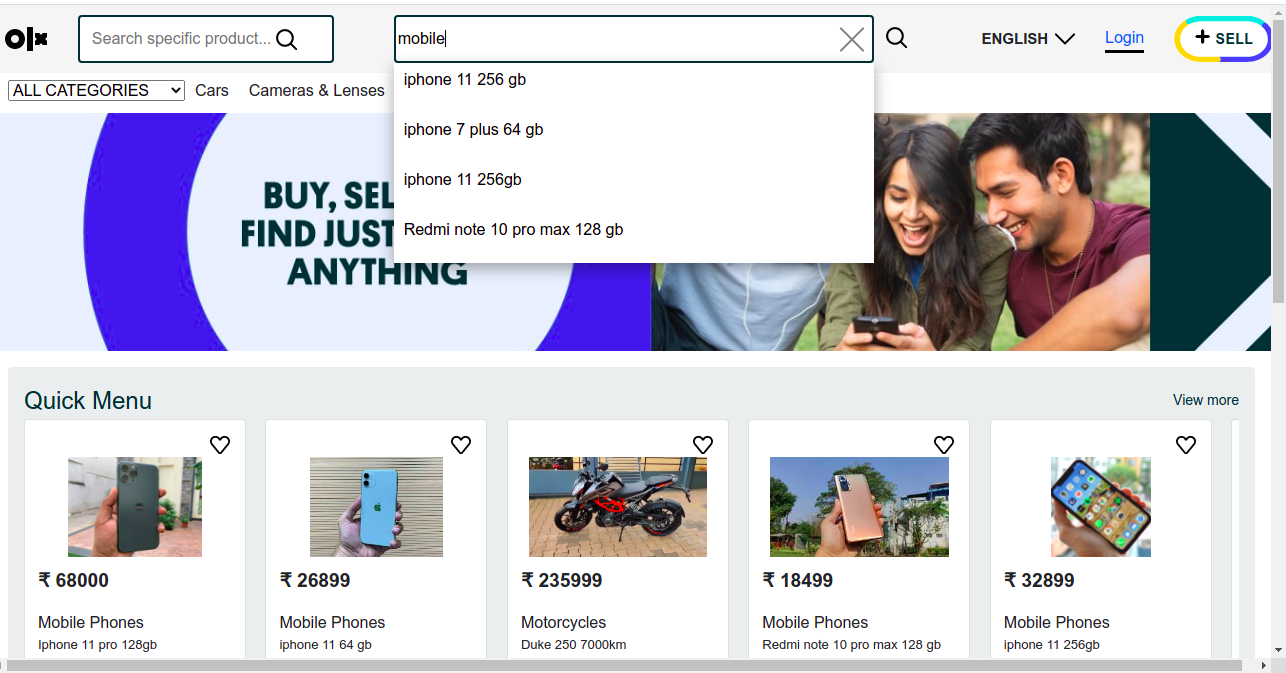 olx
Search specific product...
mobile
ENGLISH
Login
+ SELL
ALL CATEGORIES
Cars
Cameras & Lenses
iphone 11 256 gb
iphone 7 plus 64 gb
iphone 11 256gb
Redmi note 10 pro max 128 gb
BUY, SEL
FIND JUST
ANYTHING
Quick Menu
View more
₹ 68000
Mobile Phones
Iphone 11 pro 128gb
₹ 26899
Mobile Phones
iphone 11 64 gb
₹ 235999
Motorcycles
Duke 250 7000km
₹ 18499
Mobile Phones
Redmi note 10 pro max 128 gb
₹ 32899
Mobile Phones
iphone 11 256gb